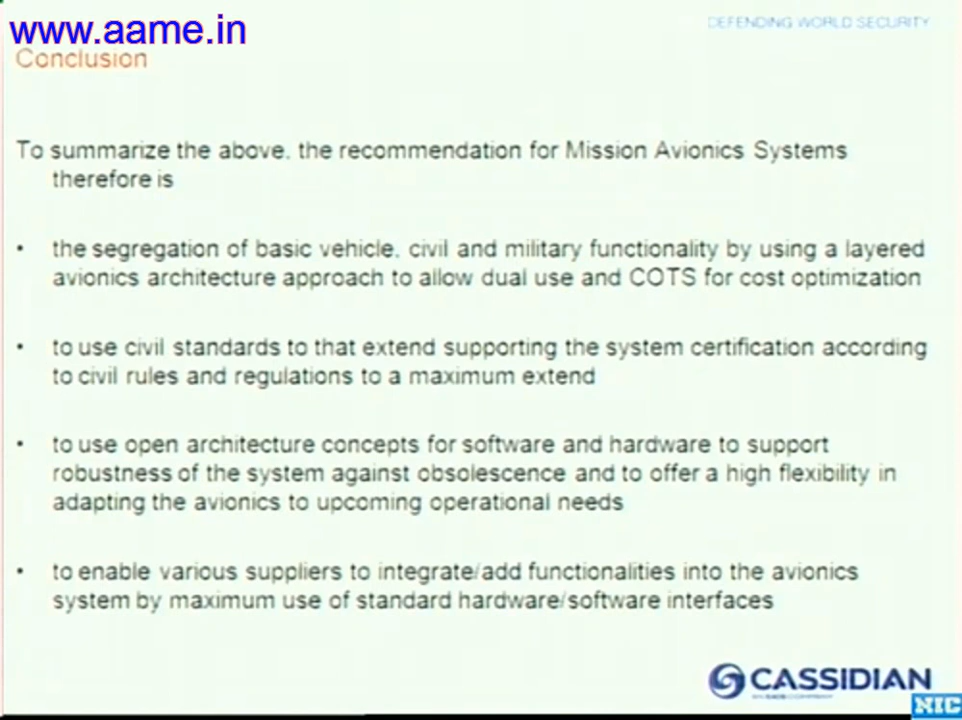 www.aame.in
DEFENDING WORLD SECURITY
Conclusion
To summarize the above, the recommendation for Mission Avionics Systems
therefore is
• the segregation of basic vehicle, civil and military functionality by using a layered
avionics architecture approach to allow dual use and COTS for cost optimization
• to use civil standards to that extend supporting the system certification according
to civil rules and regulations to a maximum extend
• to use open architecture concepts for software and hardware to support
robustness of the system against obsolescence and to offer a high flexibility in
adapting the avionics to upcoming operational needs
• to enable various suppliers to integrate/add functionalities into the avionics
system by maximum use of standard hardware/software interfaces
CASSIDIAN
AN EADS COMPANY
NIC